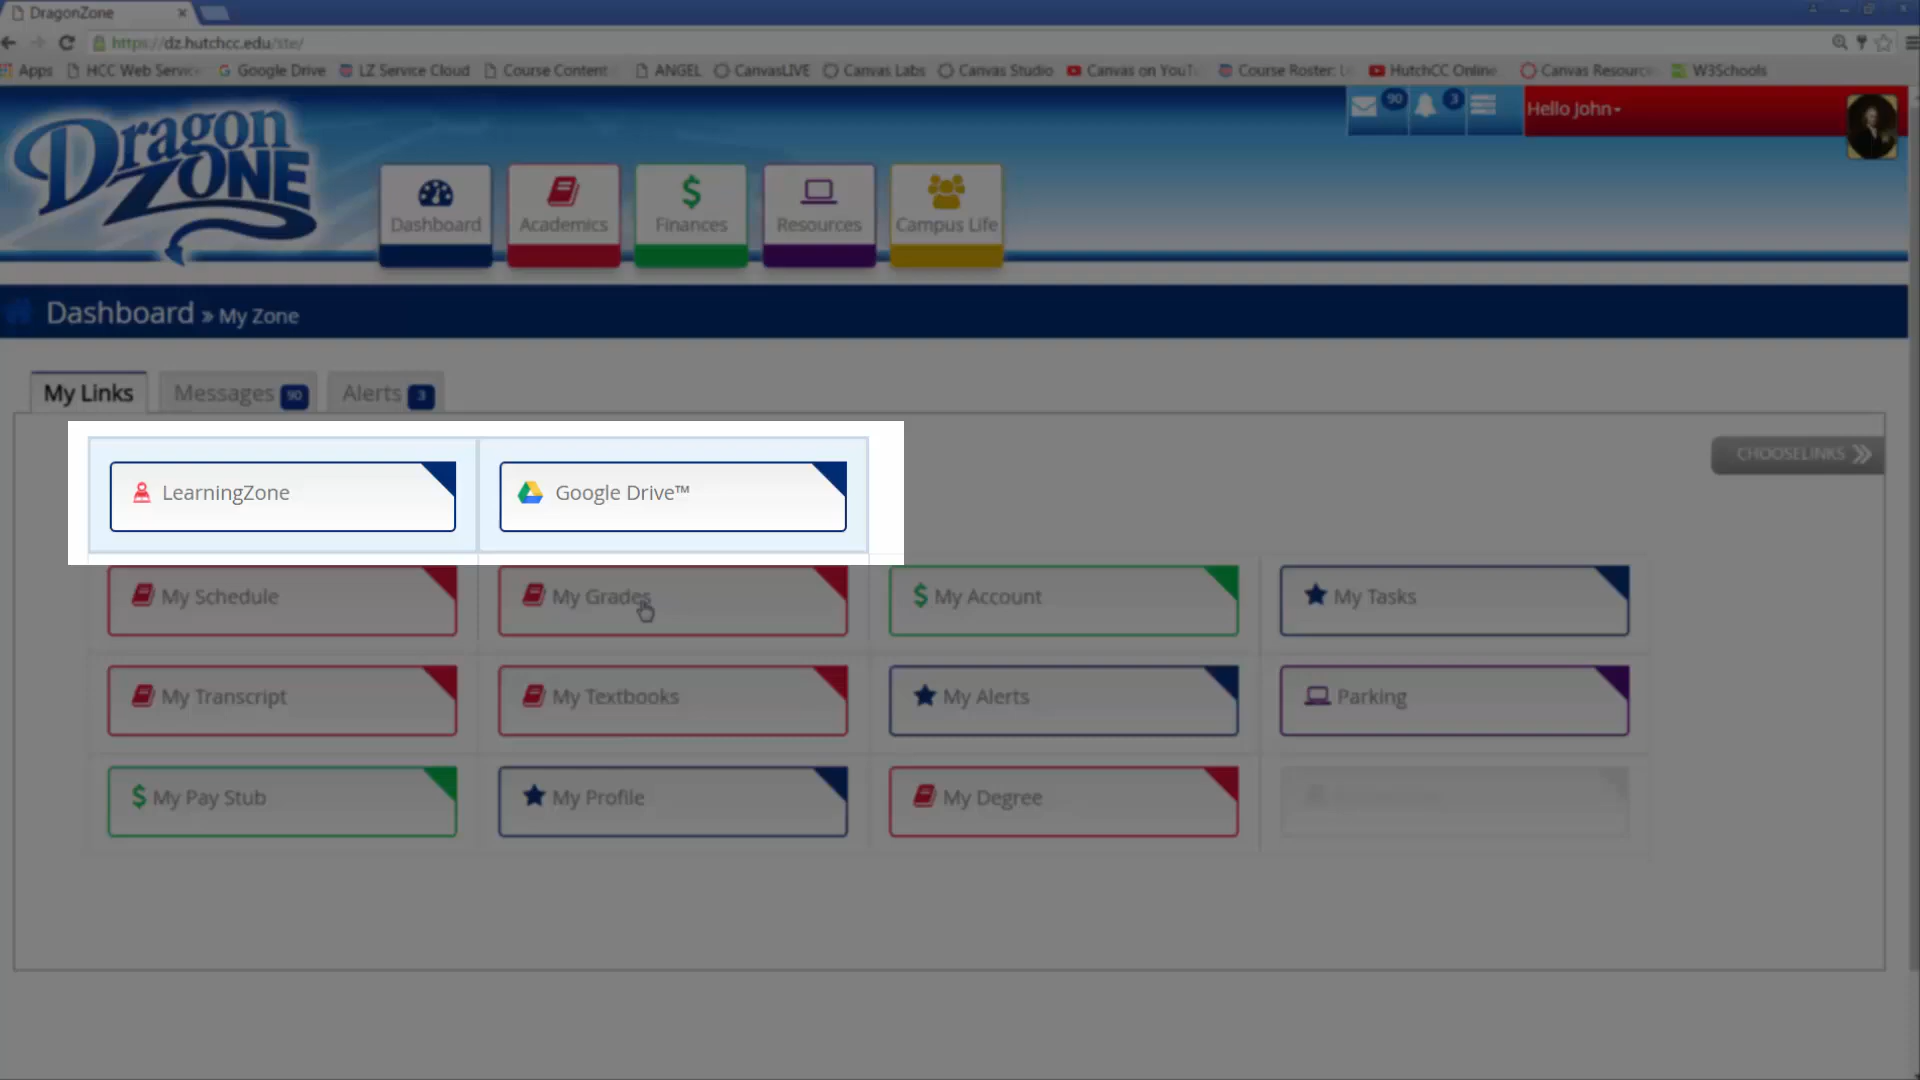 DragonZone
https://dz.hutchcc.edu/site/
Apps HCC Web Servic Google Drive LZ Service Cloud Course Content ANGEL CanvasLIVE Canvas Labs Canvas Studio Canvas on YouT Course Roster: HutchCC Online Canvas Resourc W3Schools
Dragon ZONE
90 3 Hello John
Dashboard Academics Finances Resources Campus Life
Dashboard » My Zone
My Links Messages 90 Alerts 3
CHOOSELINKS
LearningZone Google Drive™
My Schedule My Grades My Account My Tasks
My Transcript My Textbooks My Alerts Parking
My Pay Stub My Profile My Degree